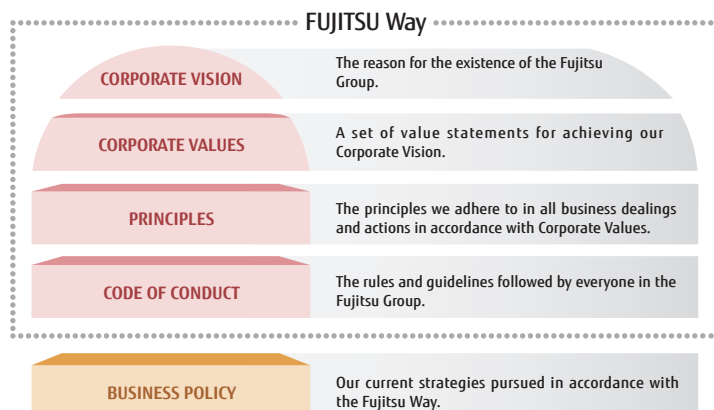 FUJITSU Way
CORPORATE VISION
The reason for the existence of the Fujitsu
Group.
CORPORATE VALUES
A set of value statements for achieving our
Corporate Vision.
PRINCIPLES
The principles we adhere to in all business dealings
and actions in accordance with Corporate Values.
CODE OF CONDUCT
The rules and guidelines followed by everyone in the
Fujitsu Group.
BUSINESS POLICY
Our current strategies pursued in accordance with
the Fujitsu Way.